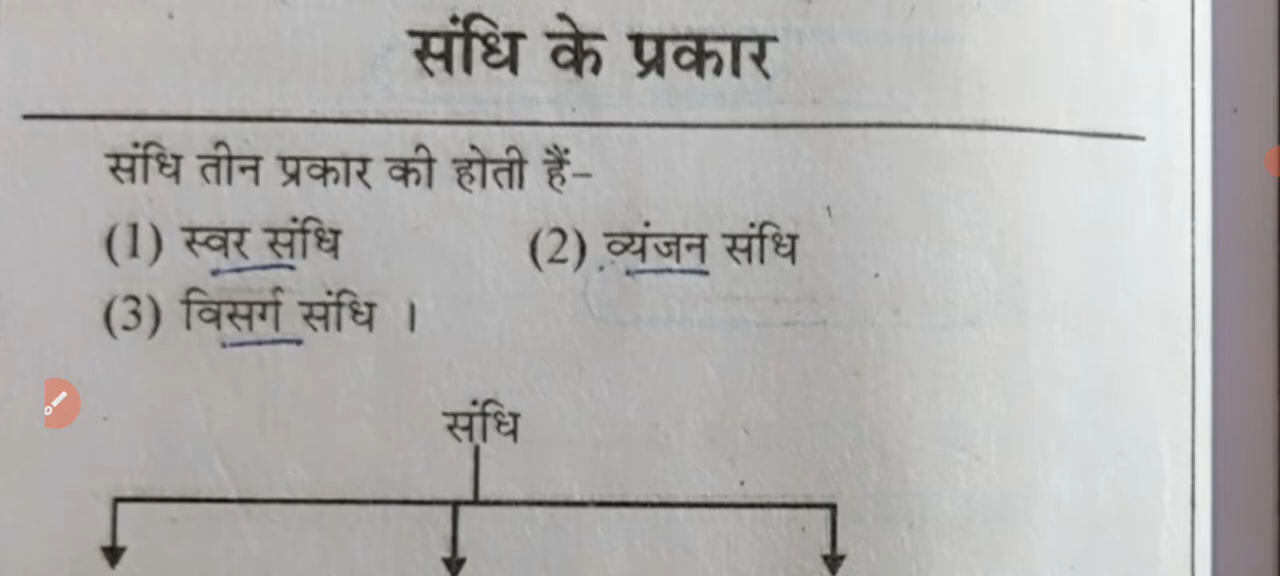 संधि के प्रकार
संधि तीन प्रकार की होती हैं-
(1) स्वर संधि (2) व्यंजन संधि
(3) विसर्ग संधि ।
संधि